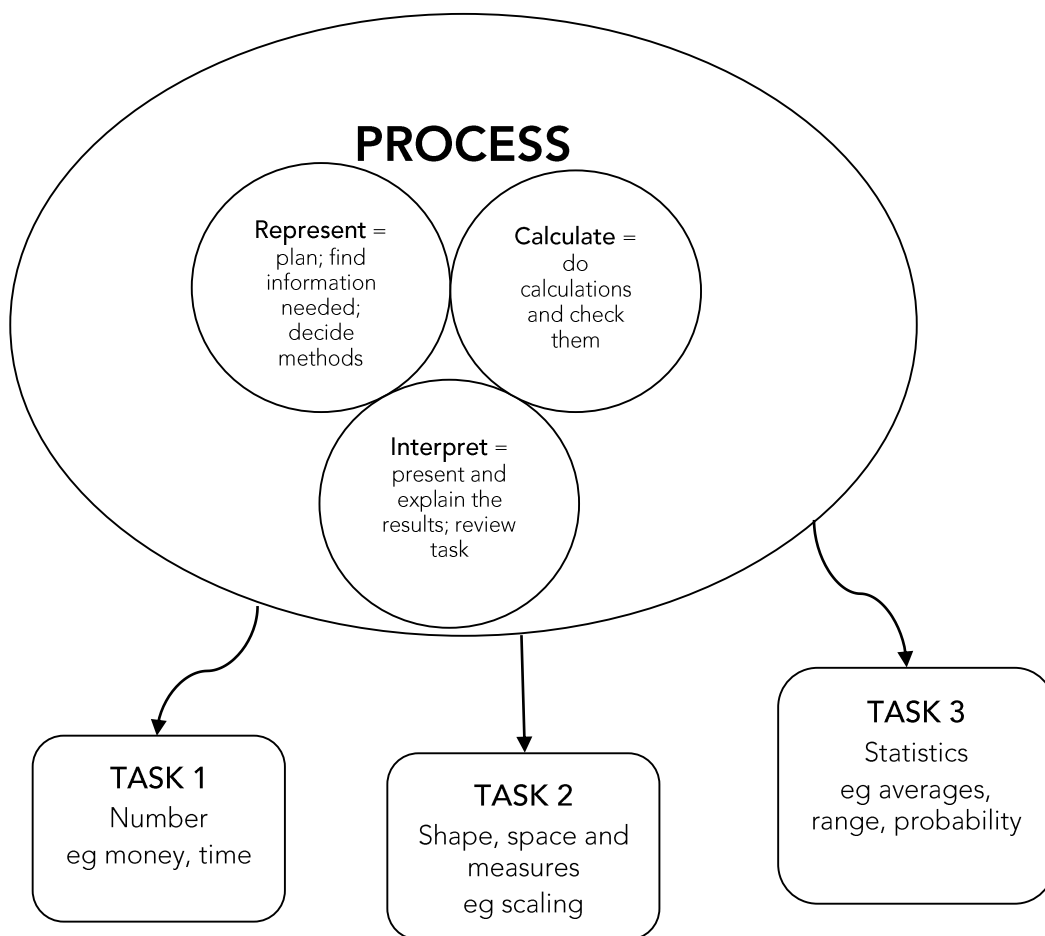 PROCESS
Represent =
plan; find
information
needed;
decide
methods
Calculate =
do
calculations
and check
them
Interpret =
present and
explain the
results; review
task
TASK 1
Number
eg money, time
TASK 2
Shape, space and
measures
eg scaling
TASK 3
Statistics
eg averages,
range, probability